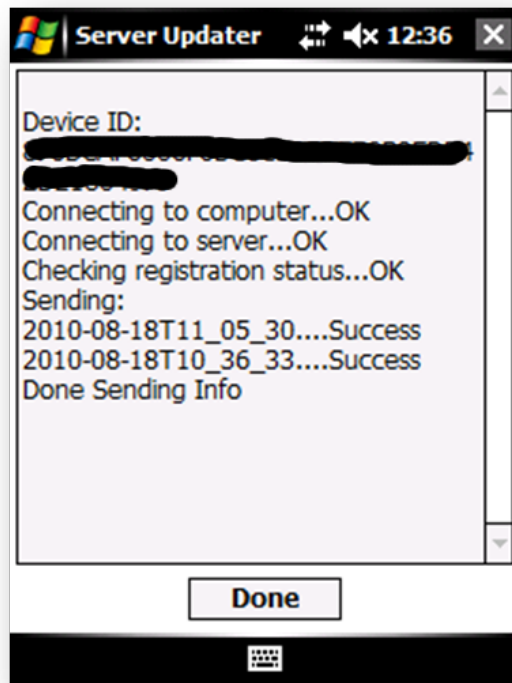 Server Updater 12:36
Device ID:
Connecting to computer...OK
Connecting to server...OK
Checking registration status...OK
Sending:
2010-08-18T11_05_30....Success
2010-08-18T10_36_33....Success
Done Sending Info
Done